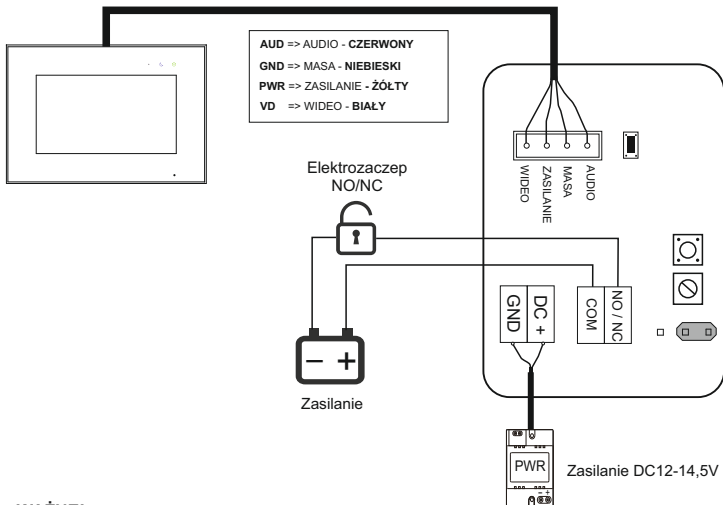 AUD => AUDIO - CZERWONY
GND => MASA - NIEBIESKI
PWR => ZASILANIE - ŻÓŁTY
VD => WIDEO - BIAŁY
WIDEO
ZASILANIE
MASA
AUDIO
Elektrozaczep
NO/NC
GND
DC +
COM
NO / NC
Zasilanie
PWR
Zasilanie DC12-14,5V